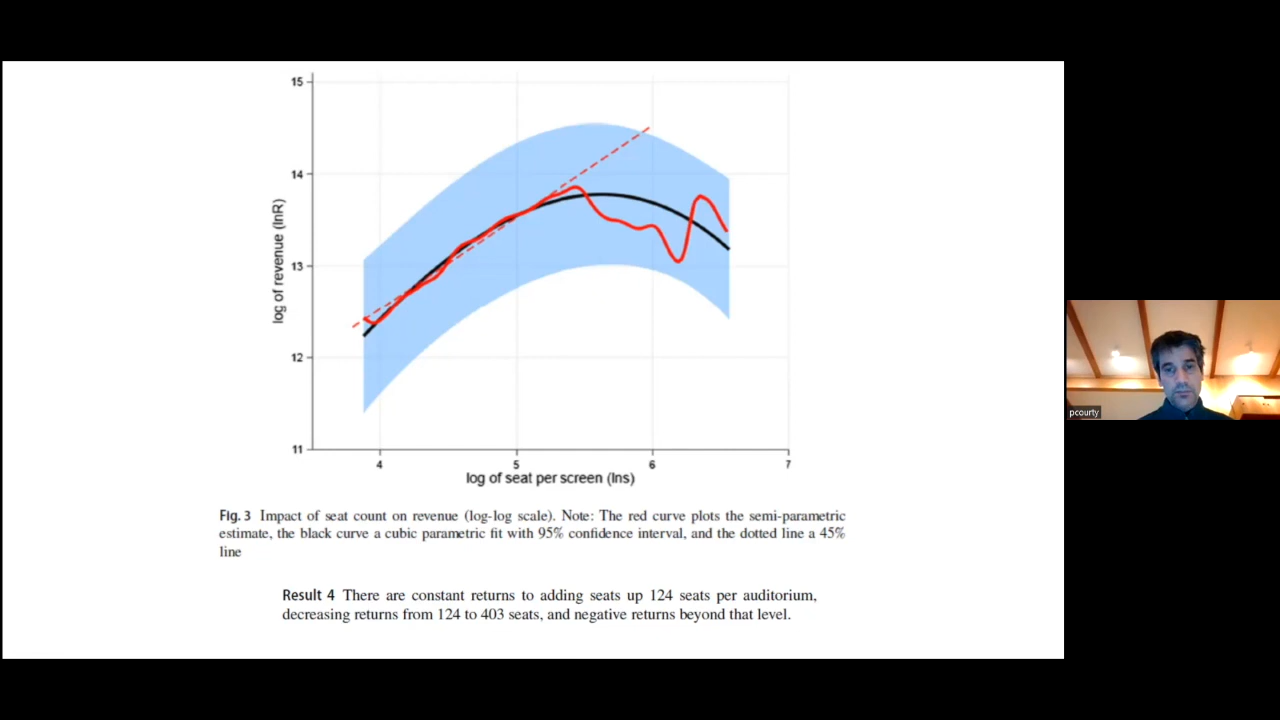 15
14
13
12
11
log of revenue (lnR)
4 5 6 7
log of seat per screen (lns)
Fig. 3 Impact of seat count on revenue (log-log scale). Note: The red curve plots the semi-parametric
estimate, the black curve a cubic parametric fit with 95% confidence interval, and the dotted line a 45%
line
Result 4 There are constant returns to adding seats up 124 seats per auditorium,
decreasing returns from 124 to 403 seats, and negative returns beyond that level.
pcourty